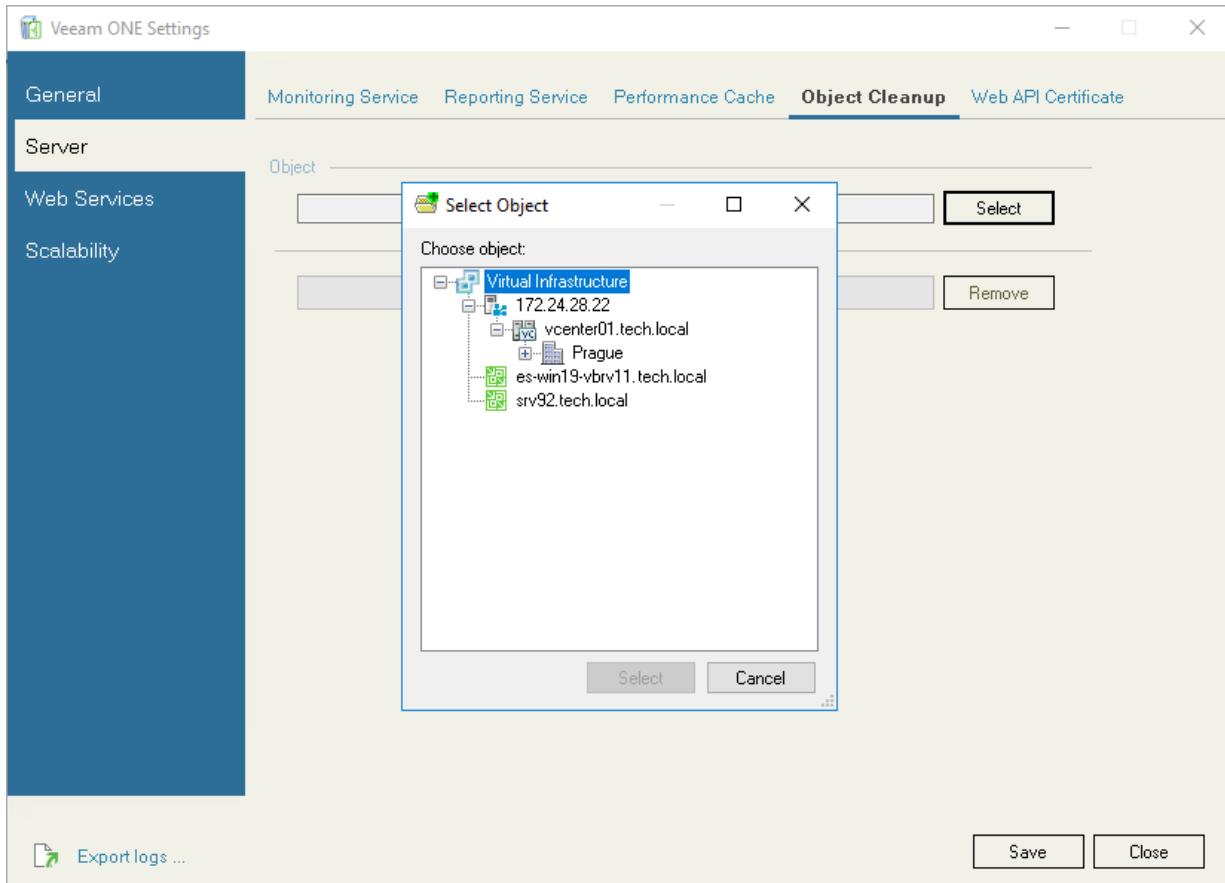 Veeam ONE Settings
General
Server
Web Services
Scalability
Monitoring Service Reporting Service Performance Cache Object Cleanup Web API Certificate
Object
Select
Remove
Select Object
Choose object:
Virtual Infrastructure
172.24.28.22
vc vcenter01.tech.local
Prague
es-win19-vbrv11.tech.local
srv92.tech.local
Select Cancel
Export logs ...
Save Close